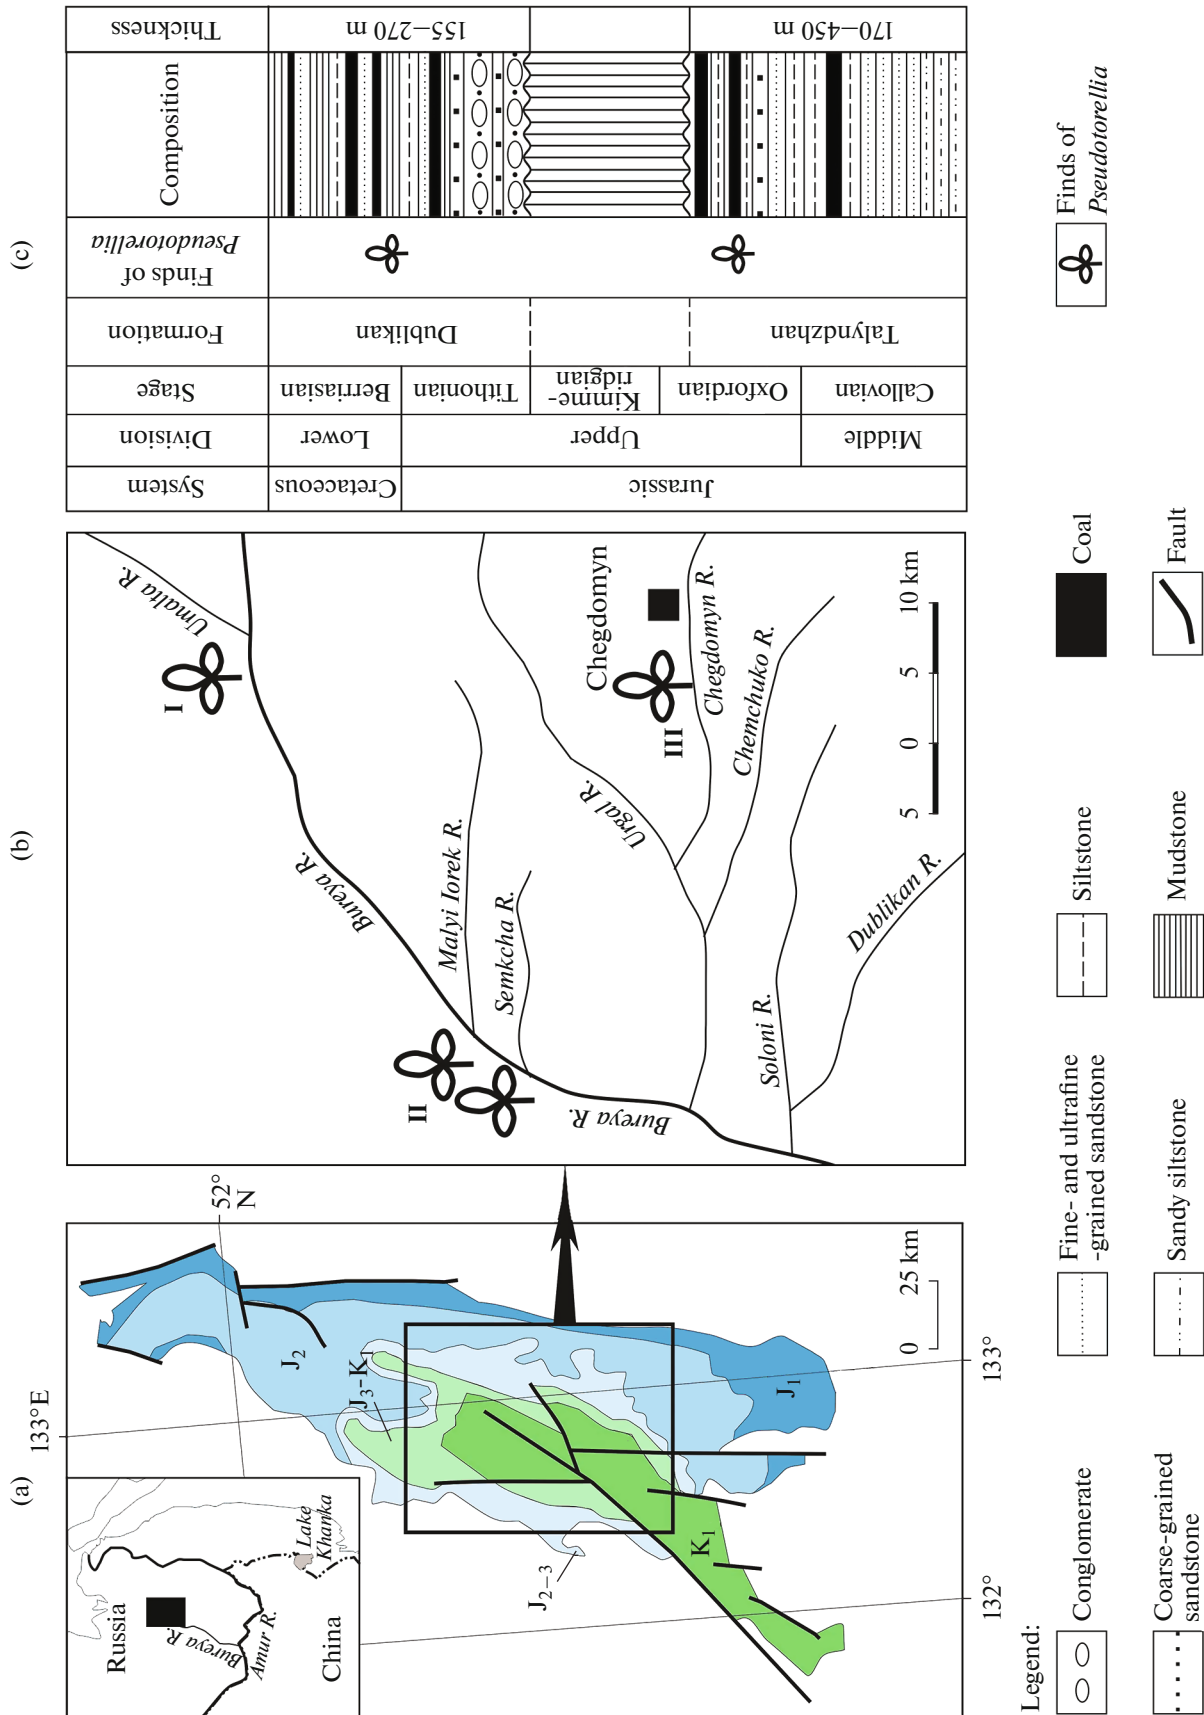 (a)
Russia
China
Bureya R.
Amur R.
Lake
Khanka
133° E
52°
N
J2
J3-K1
J2–3
K1
J1
0 25 km
132°
133°
(b)
I
II
III
Umalta R.
Bureya R.
Malyi Iorek R.
Semkcha R.
Bureya R.
Urgal R.
Chegdomyn
Chegdomyn R.
Chemchuko R.
Soloni R.
Dublikan R.
5 0 5 10 km
(c)
System
Division
Stage
Formation
Finds of
Pseudotorellia
Composition
Thickness
Cretaceous
Jurassic
Lower
Upper
Middle
Berriasian
Tithonian
Kimme-
ridgian
Oxfordian
Callovian
Dublikan
Talyndzhan
155–270 m
170–450 m
Legend:
Conglomerate
Fine- and ultrafine
-grained sandstone
Siltstone
Coal
Finds of
Pseudotorellia
Coarse-grained
sandstone
Sandy siltstone
Mudstone
Fault